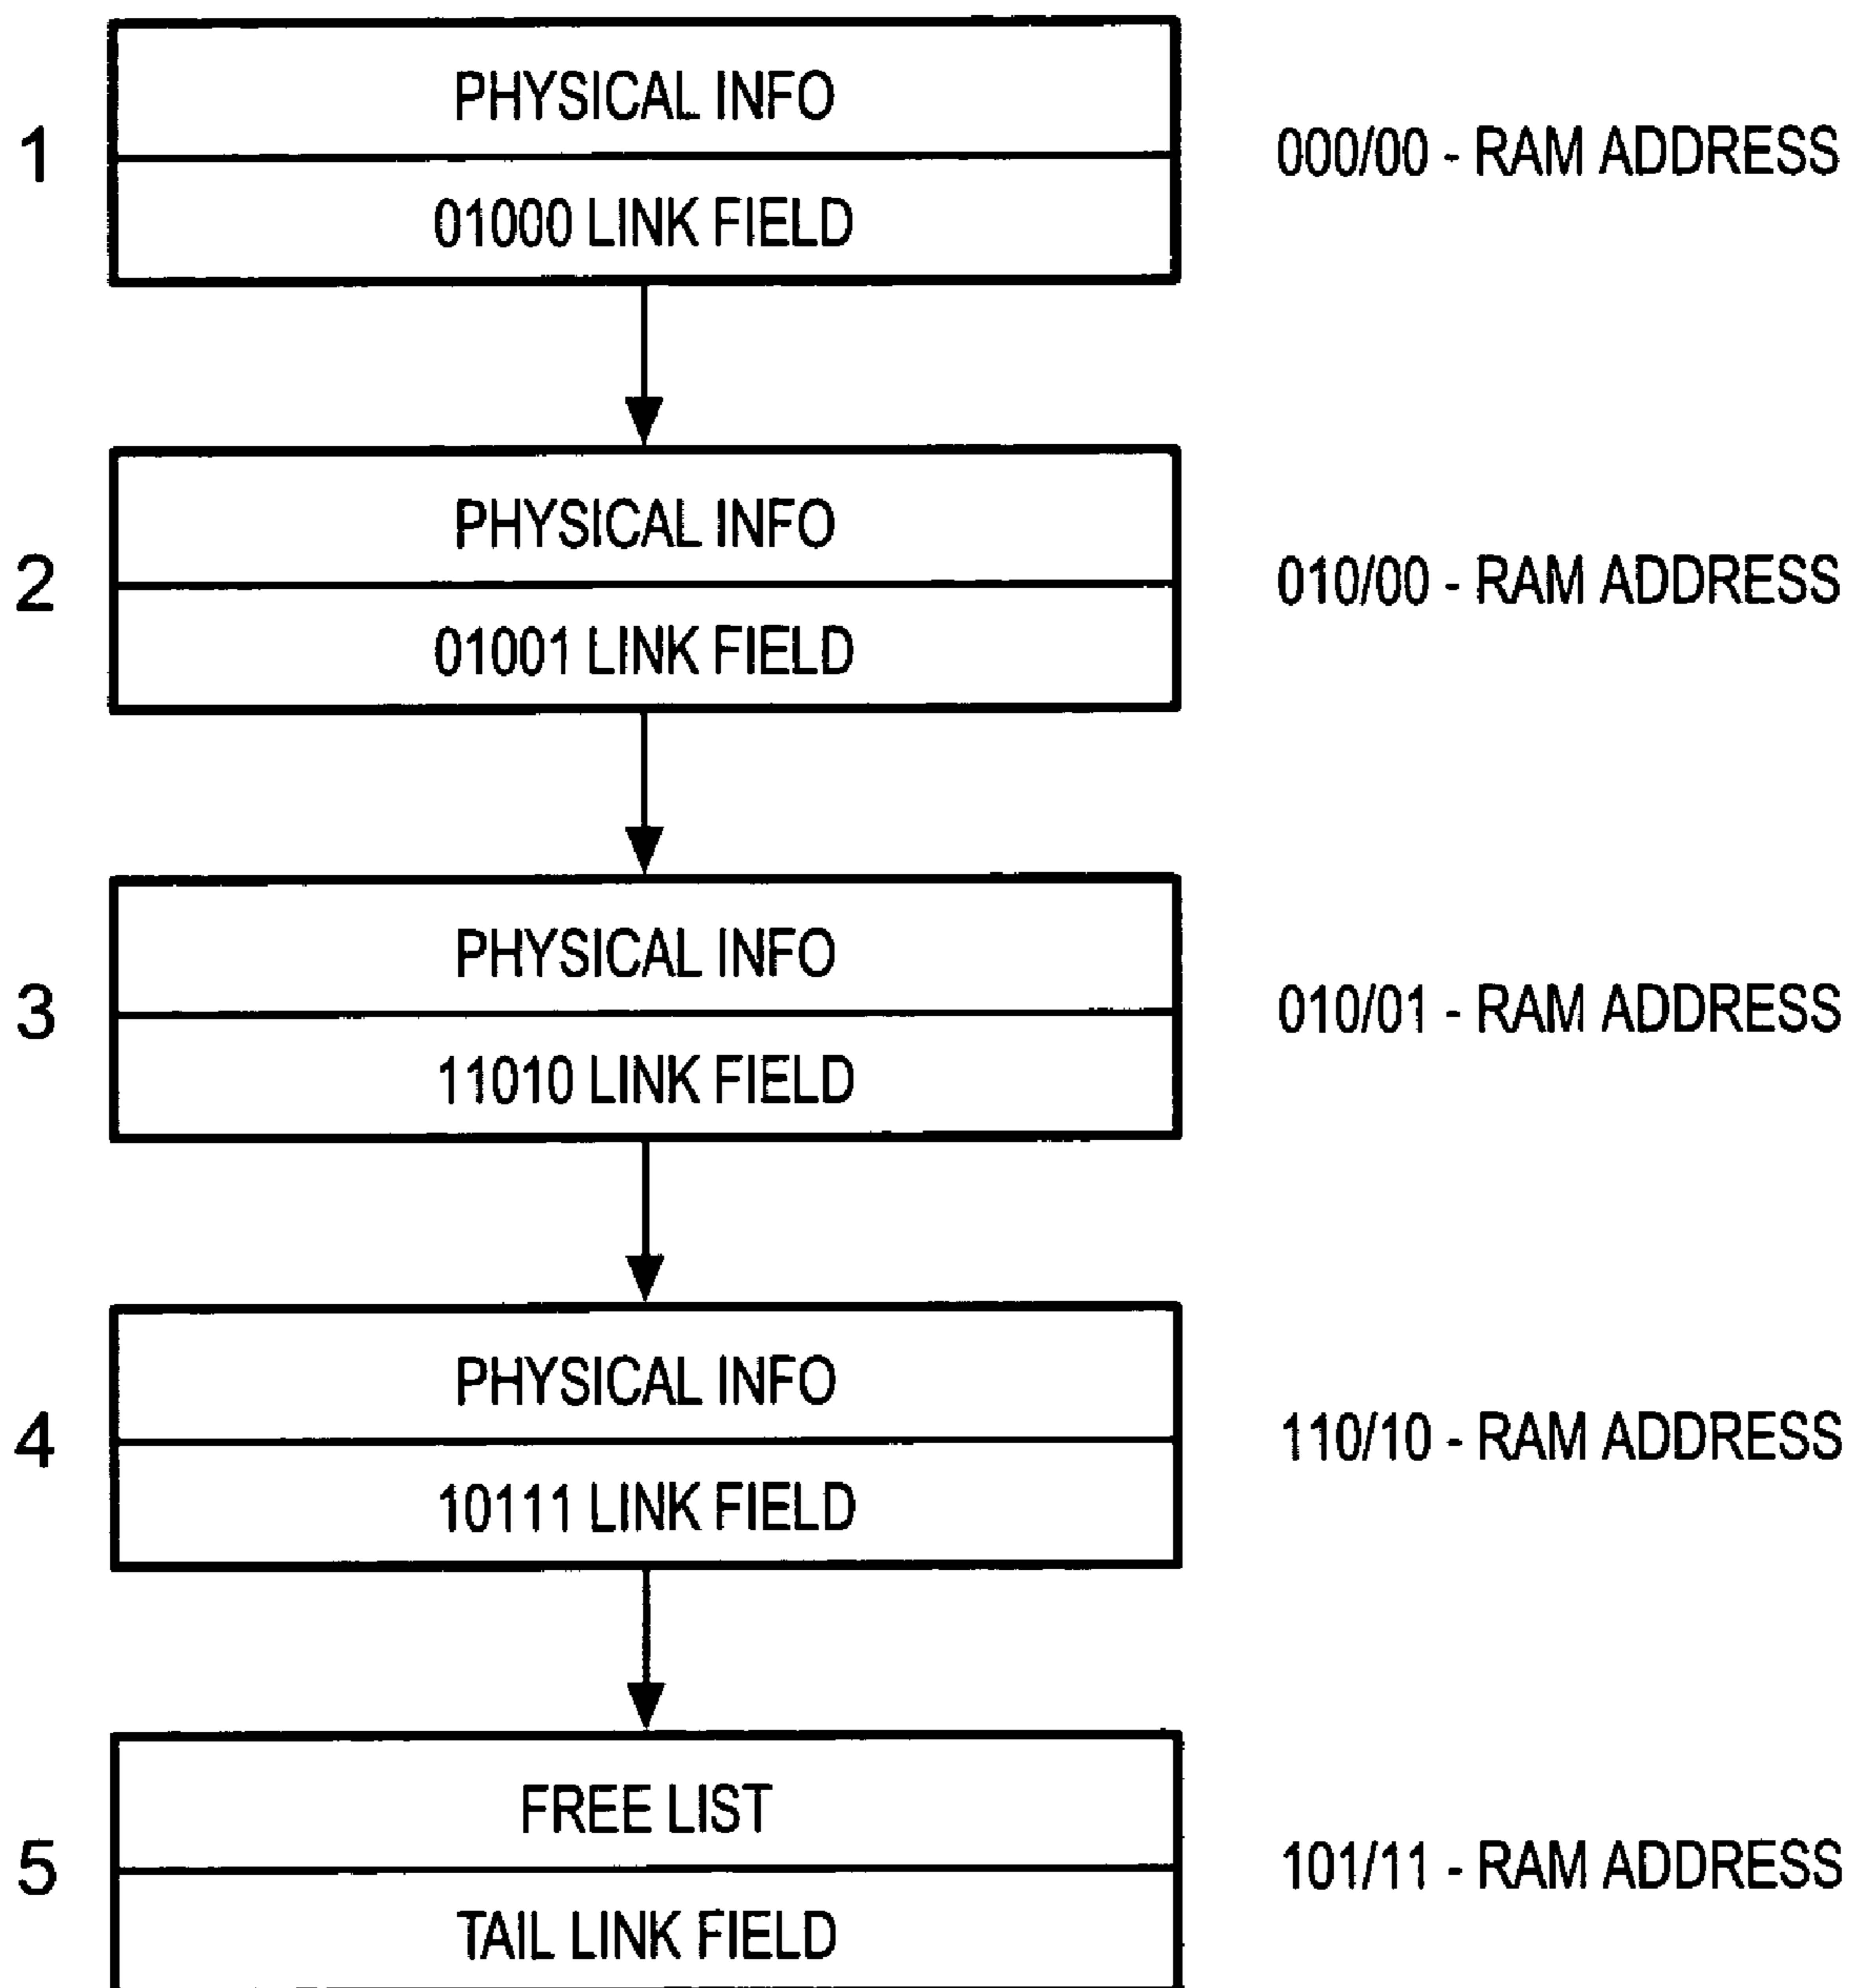 PHYSICAL INFO
1
000/00 - RAM ADDRESS
01000 LINK FIELD
PHYSICAL INFO
2
010/00 - RAM ADDRESS
01001 LINK FIELD
PHYSICAL INFO
3
010/01 - RAM ADDRESS
11010 LINK FIELD
PHYSICAL INFO
4
110/10 - RAM ADDRESS
10111 LINK FIELD
FREE LIST
5
101/11 - RAM ADDRESS
TAIL LINK FIELD